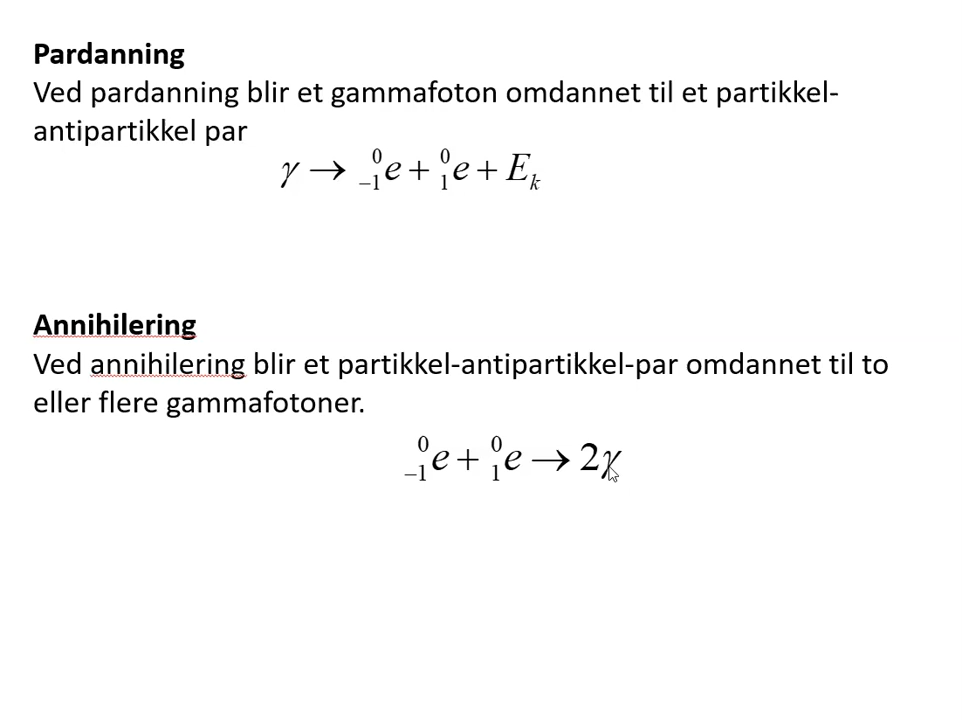 Pardanning
Ved pardanning blir et gammafoton omdannet til et partikkel-
antipartikkel par
γ → ⁰₋₁e + ⁰₁e + Eₖ
Annihilering
Ved annihilering blir et partikkel-antipartikkel-par omdannet til to
eller flere gammafotoner.
⁰₋₁e + ⁰₁e → 2γ